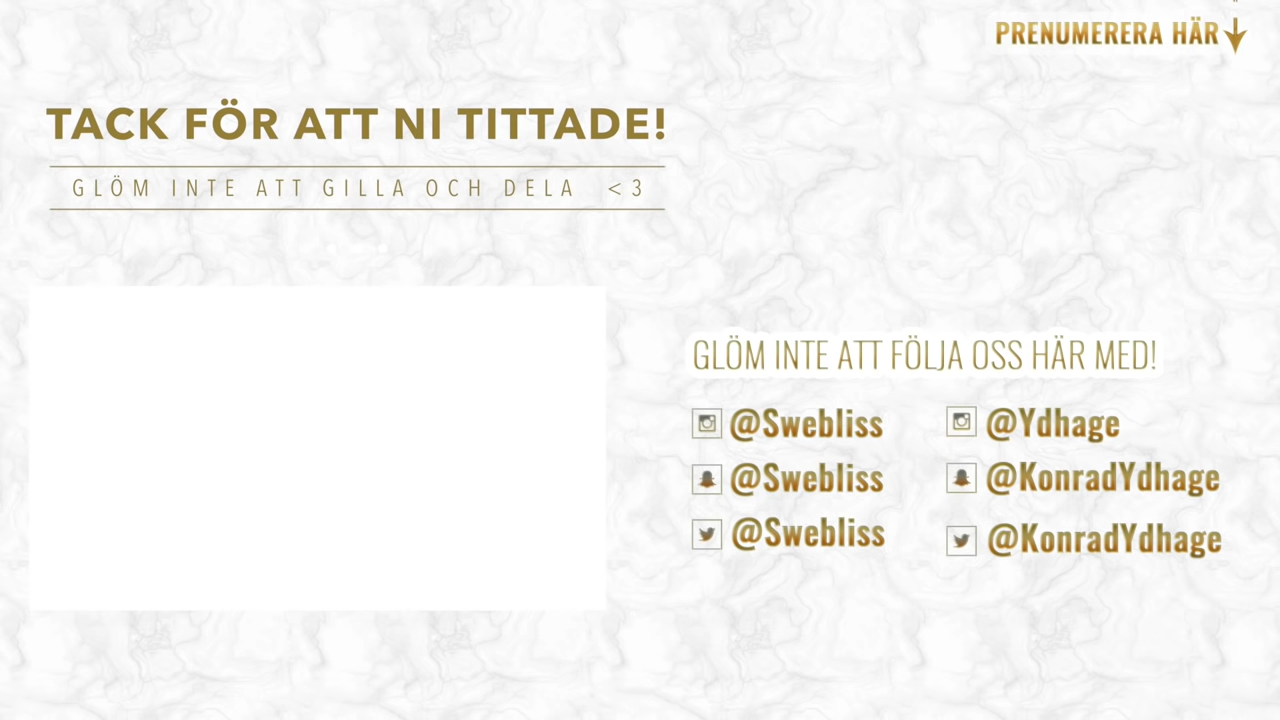 PRENUMERERA HÄR
TACK FÖR ATT NI TITTADE!
GLÖM INTE ATT GILLA OCH DELA <3
GLÖM INTE ATT FÖLJA OSS HÄR MED!
@Swebliss
@Ydhage
@Swebliss
@KonradYdhage
@Swebliss
@KonradYdhage